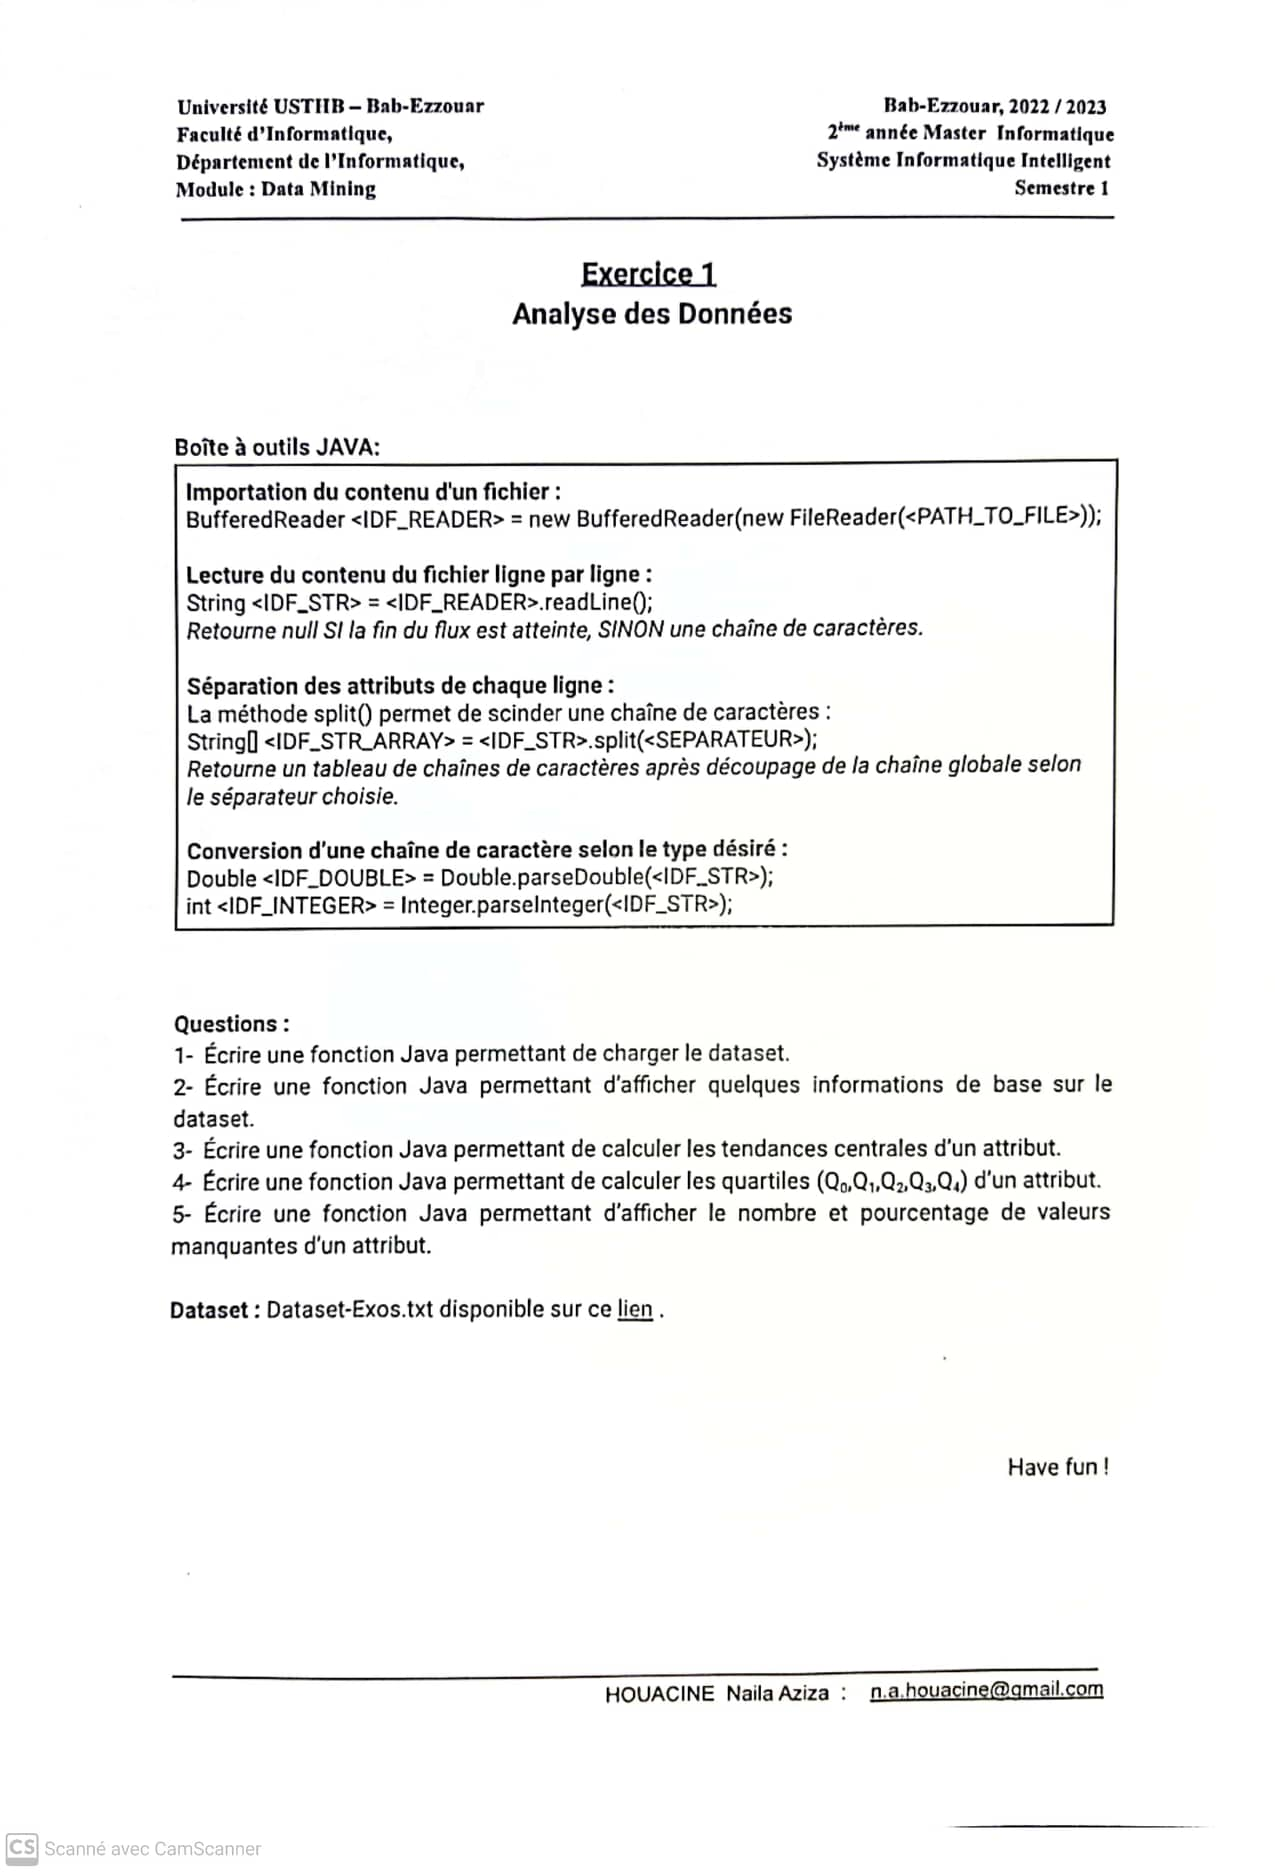 Université USTHB – Bab-Ezzouar
Bab-Ezzouar, 2022 / 2023
Faculté d'Informatique,
2ème année Master Informatique
Département de l'Informatique,
Système Informatique Intelligent
Module : Data Mining
Semestre 1
Exercice 1
Analyse des Données
Boîte à outils JAVA:
Importation du contenu d'un fichier :
BufferedReader <IDF_READER> = new BufferedReader(new FileReader(<PATH_TO_FILE>));
Lecture du contenu du fichier ligne par ligne :
String <IDF_STR> = <IDF_READER>.readLine();
Retourne null SI la fin du flux est atteinte, SINON une chaîne de caractères.
Séparation des attributs de chaque ligne :
La méthode split() permet de scinder une chaîne de caractères :
String[] <IDF_STR_ARRAY> = <IDF_STR>.split(<SEPARATEUR>);
Retourne un tableau de chaînes de caractères après découpage de la chaîne globale selon
le séparateur choisie.
Conversion d'une chaîne de caractère selon le type désiré :
Double <IDF_DOUBLE> = Double.parseDouble(<IDF_STR>);
int <IDF_INTEGER> = Integer.parseInteger(<IDF_STR>);
Questions :
1- Écrire une fonction Java permettant de charger le dataset.
2- Écrire une fonction Java permettant d'afficher quelques informations de base sur le
dataset.
3- Écrire une fonction Java permettant de calculer les tendances centrales d'un attribut.
4- Écrire une fonction Java permettant de calculer les quartiles (Q₀,Q₁,Q₂,Q₃,Q₄) d'un attribut.
5- Écrire une fonction Java permettant d'afficher le nombre et pourcentage de valeurs
manquantes d'un attribut.
Dataset : Dataset-Exos.txt disponible sur ce lien .
Have fun !
HOUACINE Naila Aziza : n.a.houacine@gmail.com
CS Scanné avec CamScanner